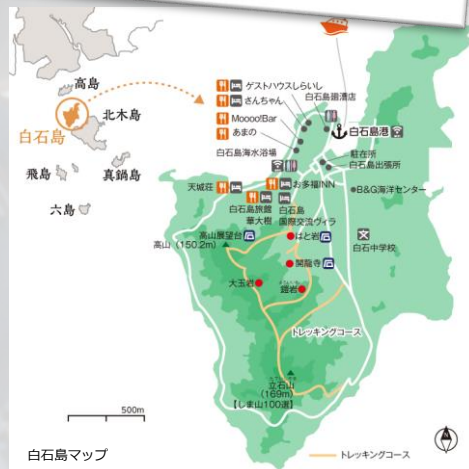 高島
北木島
白石島
飛島
真鍋島
六島
ゲストハウスしらいし
さんちゃん
Moooo!Bar
あまの
白石島海水浴場
白石島歯漕店
白石島港
駐在所
白石島出張所
B&G海洋センター
天城荘
お多福INN
白石島旅館
華大樹
白石島
国際交流ヴィラ
白石中学校
高山展望台
高山（150.2m）
はと岩
開龍寺
大玉岩
鎧岩
トレッキングコース
立石山
（169m）
【しま山100選】
500m
白石島マップ
トレッキングコース